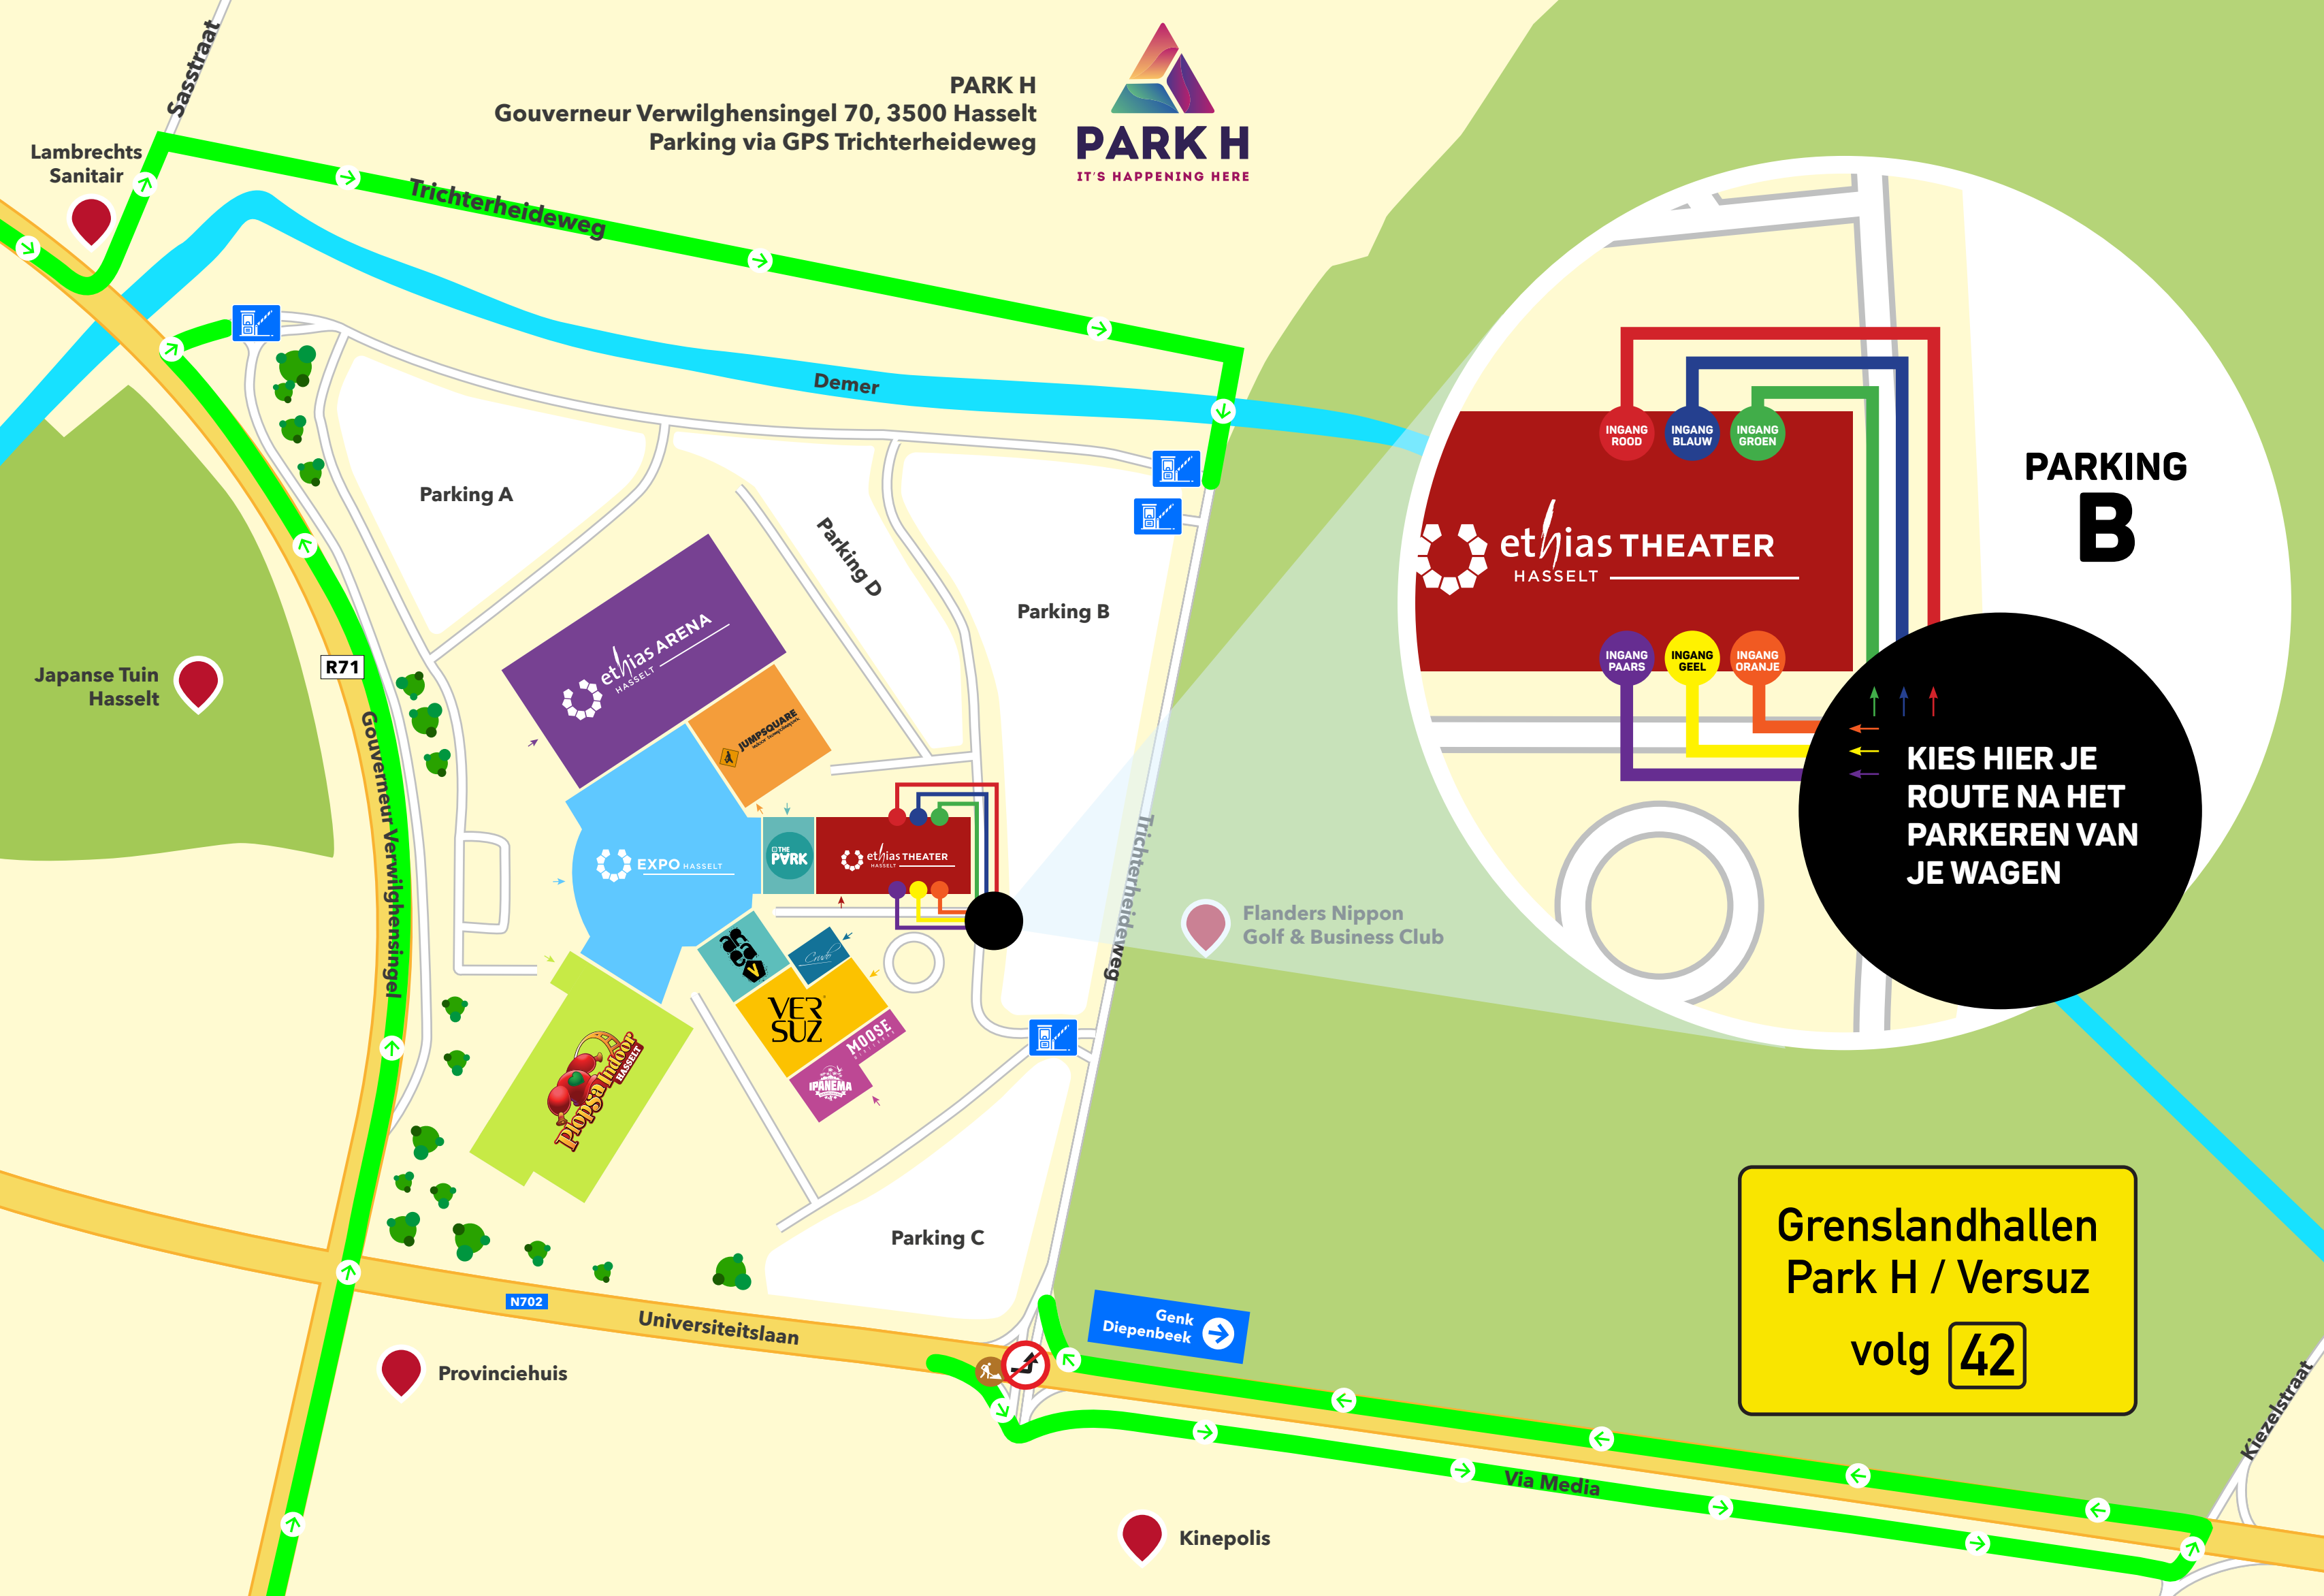 PARK H
Gouverneur Verwilghensingel 70, 3500 Hasselt
Parking via GPS Trichterheideweg
PARK H
IT'S HAPPENING HERE
Sasstraat
Lambrechts
Sanitair
Trichterheideweg
Demer
Parking A
Parking D
Parking B
R71
Japanse Tuin
Hasselt
Gouverneur Verwilghensingel
ethias ARENA
HASSELT
JUMPSQUARE
EXPO HASSELT
THE
PARK
ethias THEATER
HASSELT
Trichterheideweg
Flanders Nippon
Golf & Business Club
VER
SUZ
MOOSE
IPANEMA
Plopsa Indoor
HASSELT
Parking C
N702
Universiteitslaan
Provinciehuis
Genk
Diepenbeek
Via Media
Kinepolis
Kiezelstraat
INGANG
ROOD
INGANG
BLAUW
INGANG
GROEN
ethias THEATER
HASSELT
INGANG
PAARS
INGANG
GEEL
INGANG
ORANJE
PARKING
B
KIES HIER JE
ROUTE NA HET
PARKEREN VAN
JE WAGEN
Grenslandhallen
Park H / Versuz
volg 42